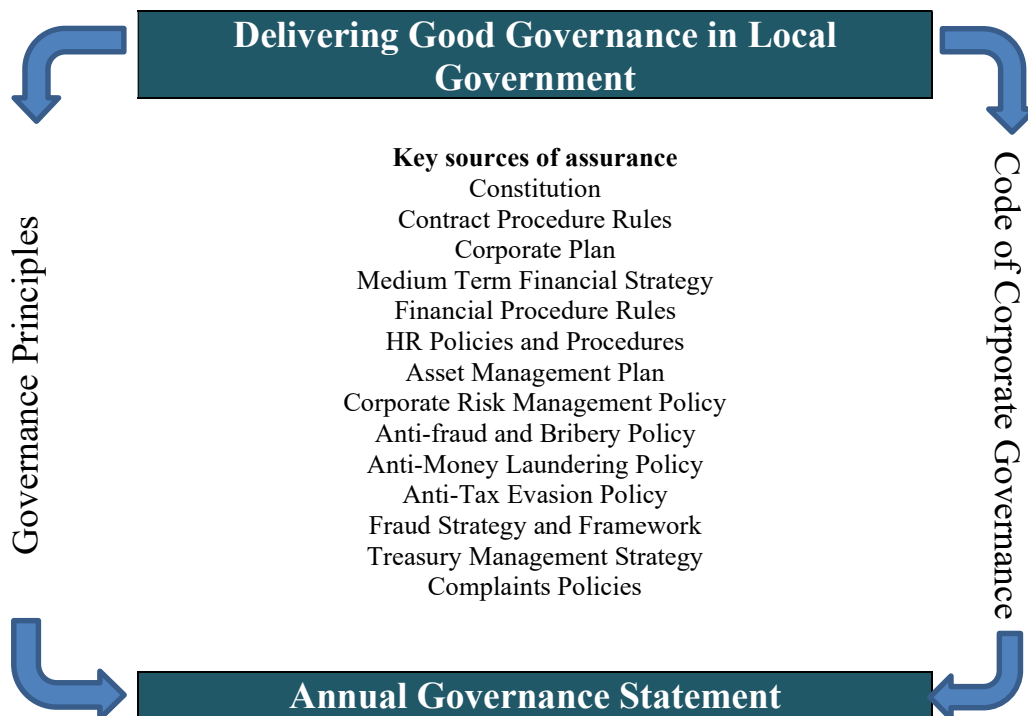 Delivering Good Governance in Local
Government
Governance Principles
Key sources of assurance
Constitution
Contract Procedure Rules
Corporate Plan
Medium Term Financial Strategy
Financial Procedure Rules
HR Policies and Procedures
Asset Management Plan
Corporate Risk Management Policy
Anti-fraud and Bribery Policy
Anti-Money Laundering Policy
Anti-Tax Evasion Policy
Fraud Strategy and Framework
Treasury Management Strategy
Complaints Policies
Code of Corporate Governance
Annual Governance Statement